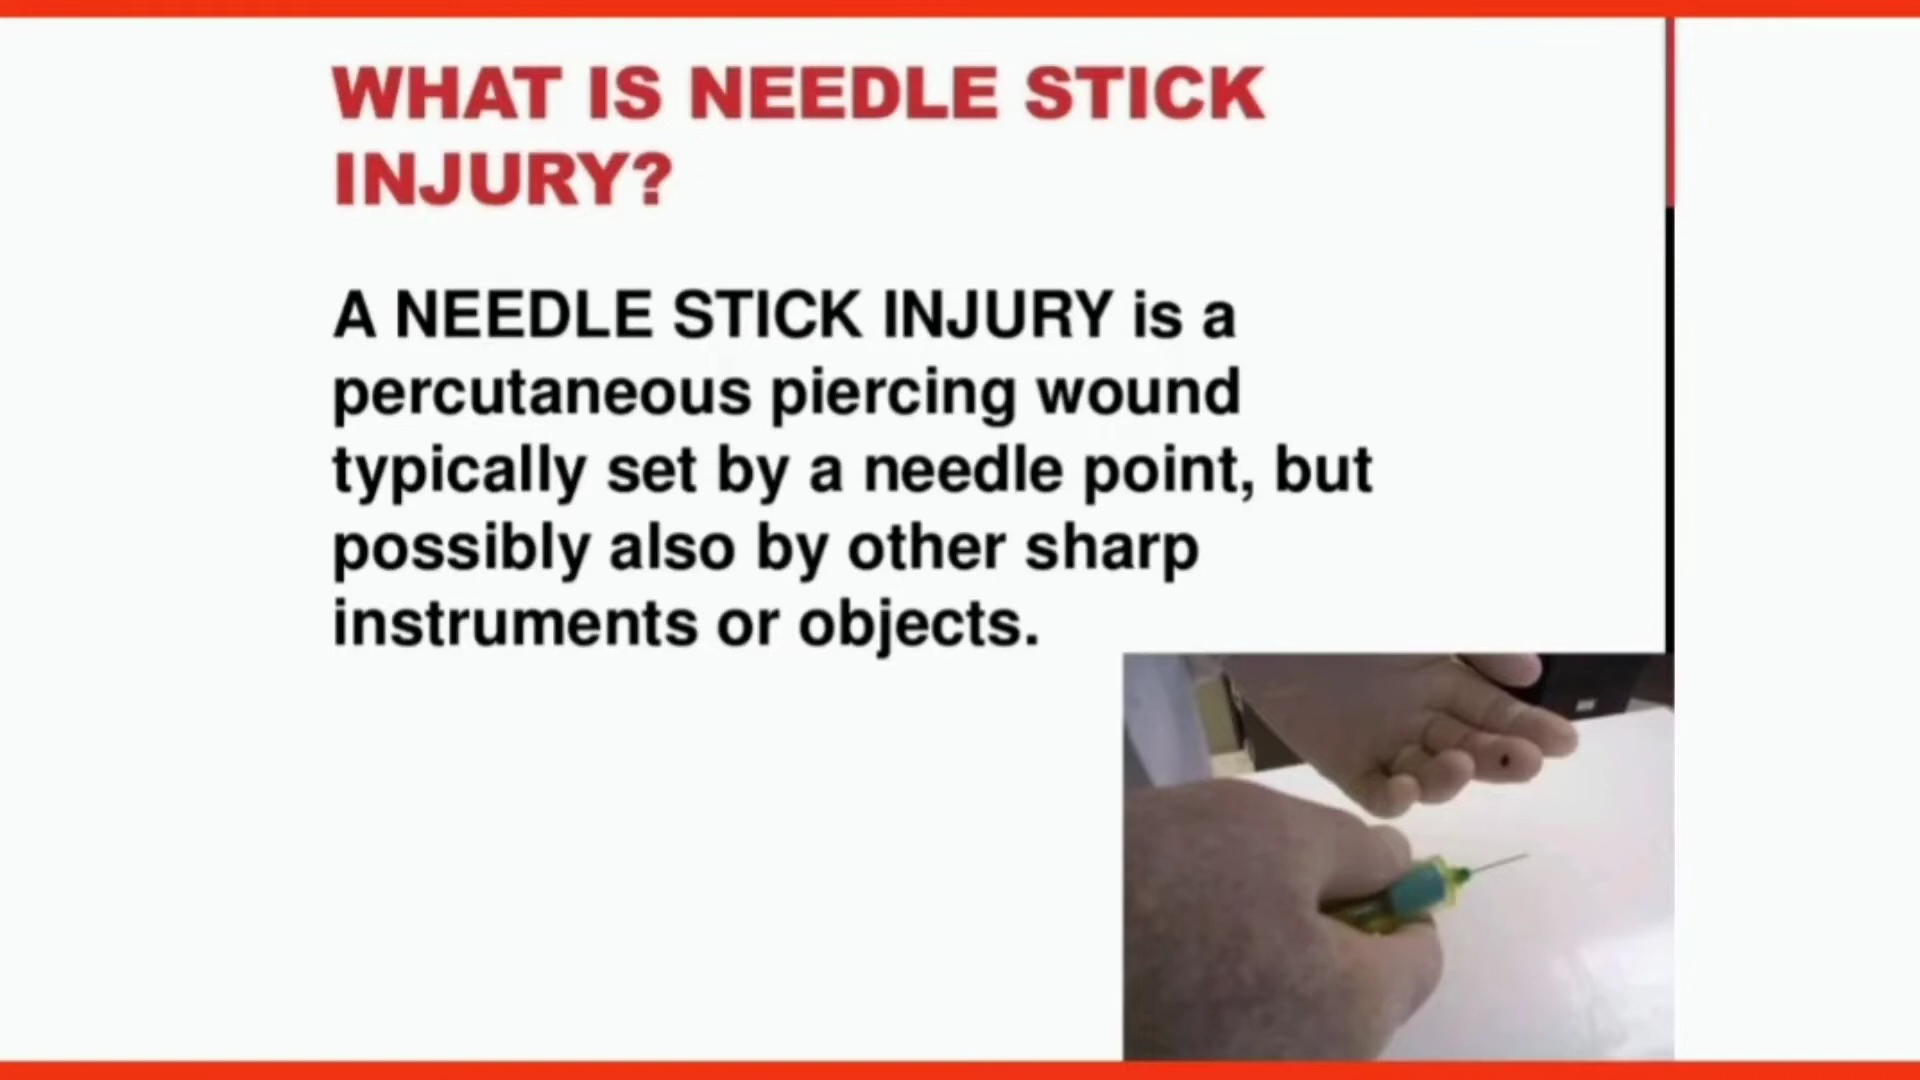 WHAT IS NEEDLE STICK
INJURY?
A NEEDLE STICK INJURY is a
percutaneous piercing wound
typically set by a needle point, but
possibly also by other sharp
instruments or objects.